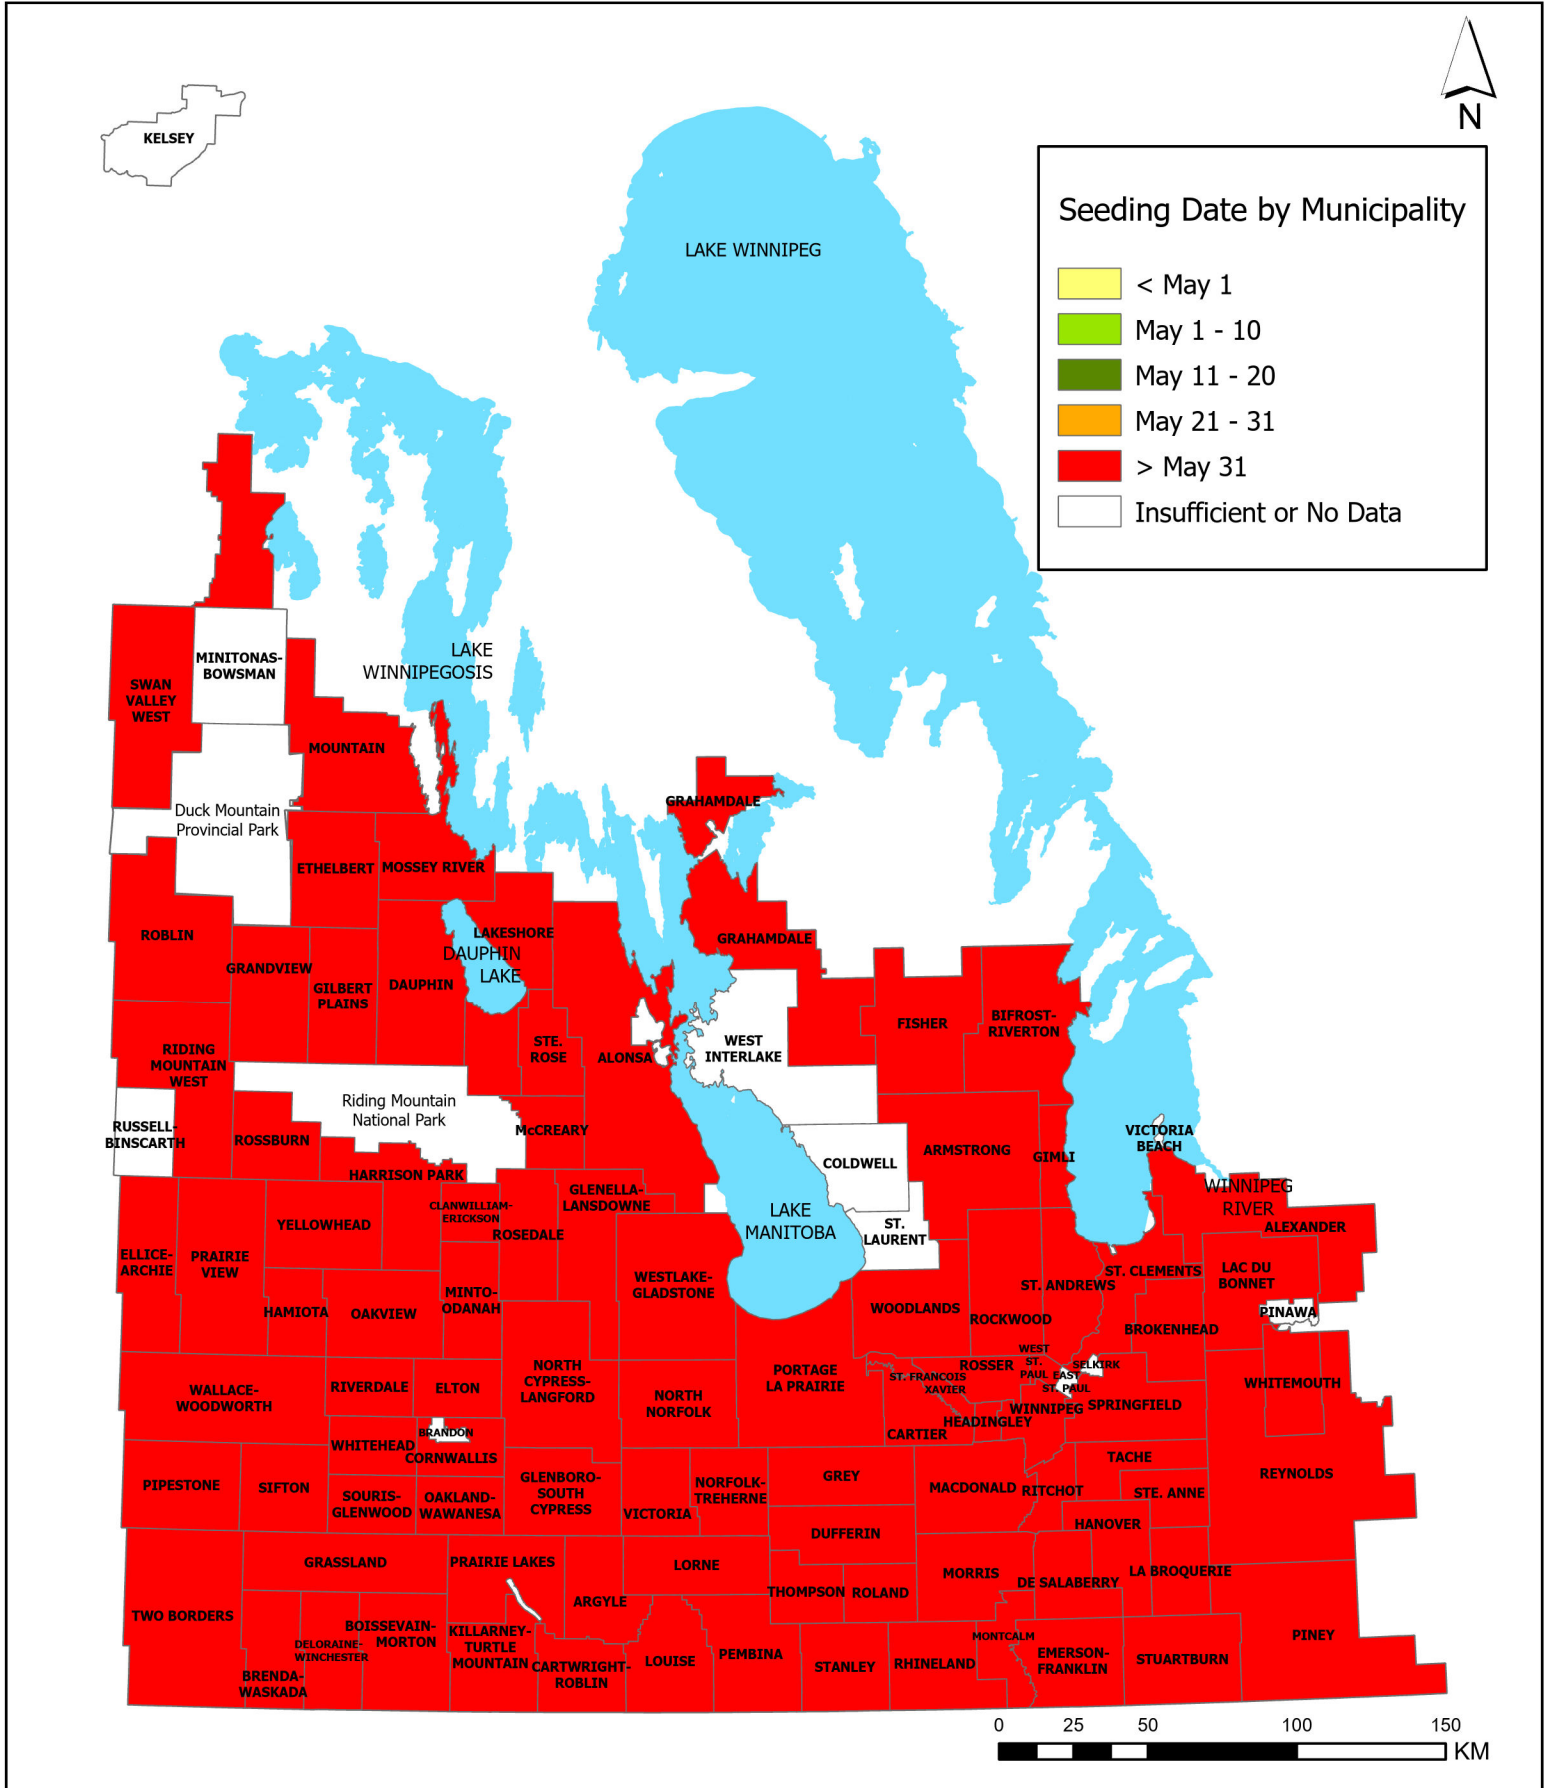 N
KELSEY
LAKE WINNIPEG
Seeding Date by Municipality
< May 1
May 1 - 10
May 11 - 20
May 21 - 31
> May 31
Insufficient or No Data
LAKE
WINNIPEGOSIS
MINITONAS-
BOWSMAN
SWAN
VALLEY
WEST
MOUNTAIN
Duck Mountain
Provincial Park
GRAHAMDALE
ETHELBERT
MOSSEY RIVER
ROBLIN
LAKESHORE
GRAHAMDALE
DAUPHIN
LAKE
GRANDVIEW
GILBERT
PLAINS
DAUPHIN
FISHER
BIFROST-
RIVERTON
STE.
ROSE
ALONSA
WEST
INTERLAKE
RIDING
MOUNTAIN
WEST
Riding Mountain
National Park
RUSSELL-
BINSCARTH
ROSSBURN
McCREARY
VICTORIA
BEACH
ARMSTRONG
GIMLI
COLDWELL
HARRISON PARK
GLENELLA-
LANSDOWNE
CLANWILLIAM-
ERICKSON
ROSEDALE
YELLOWHEAD
LAKE
MANITOBA
ST.
LAURENT
WINNIPEG
RIVER
ALEXANDER
ELLICE-
ARCHIE
PRAIRIE
VIEW
WESTLAKE-
GLADSTONE
ST. CLEMENTS
LAC DU
BONNET
ST. ANDREWS
HAMIOTA
OAKVIEW
MINTO-
ODANAH
WOODLANDS
ROCKWOOD
PINAWA
BROKENHEAD
WEST
ST.
PAUL
ROSSER
SELKIRK
EAST
ST. PAUL
ST. FRANCOIS
XAVIER
PORTAGE
LA PRAIRIE
NORTH
CYPRESS-
LANGFORD
WALLACE-
WOODWORTH
RIVERDALE
ELTON
NORTH
NORFOLK
WHITEMOUTH
WINNIPEG
SPRINGFIELD
HEADINGLEY
CARTIER
BRANDON
WHITEHEAD
CORNWALLIS
TACHE
REYNOLDS
PIPESTONE
SIFTON
GLENBORO-
SOUTH
CYPRESS
NORFOLK-
TREHERNE
GREY
MACDONALD
RITCHOT
STE. ANNE
SOURIS-
GLENWOOD
OAKLAND-
WAWANESA
VICTORIA
HANOVER
DUFFERIN
GRASSLAND
PRAIRIE LAKES
LORNE
MORRIS
DE SALABERRY
LA BROQUERIE
THOMPSON
ROLAND
ARGYLE
TWO BORDERS
BOISSEVAIN-
MORTON
DELORAINE-
WINCHESTER
KILLARNEY-
TURTLE
MOUNTAIN
MONTCALM
PINEY
BRENDA-
WASKADA
CARTWRIGHT-
ROBLIN
LOUISE
PEMBINA
STANLEY
RHINELAND
EMERSON-
FRANKLIN
STUARTBURN
0 25 50 100 150
KM